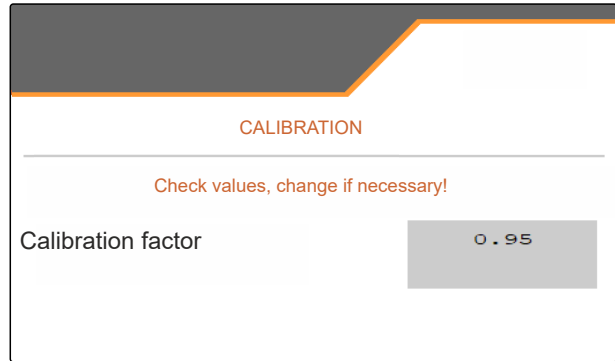 CALIBRATION
Check values, change if necessary!
Calibration factor 0.95